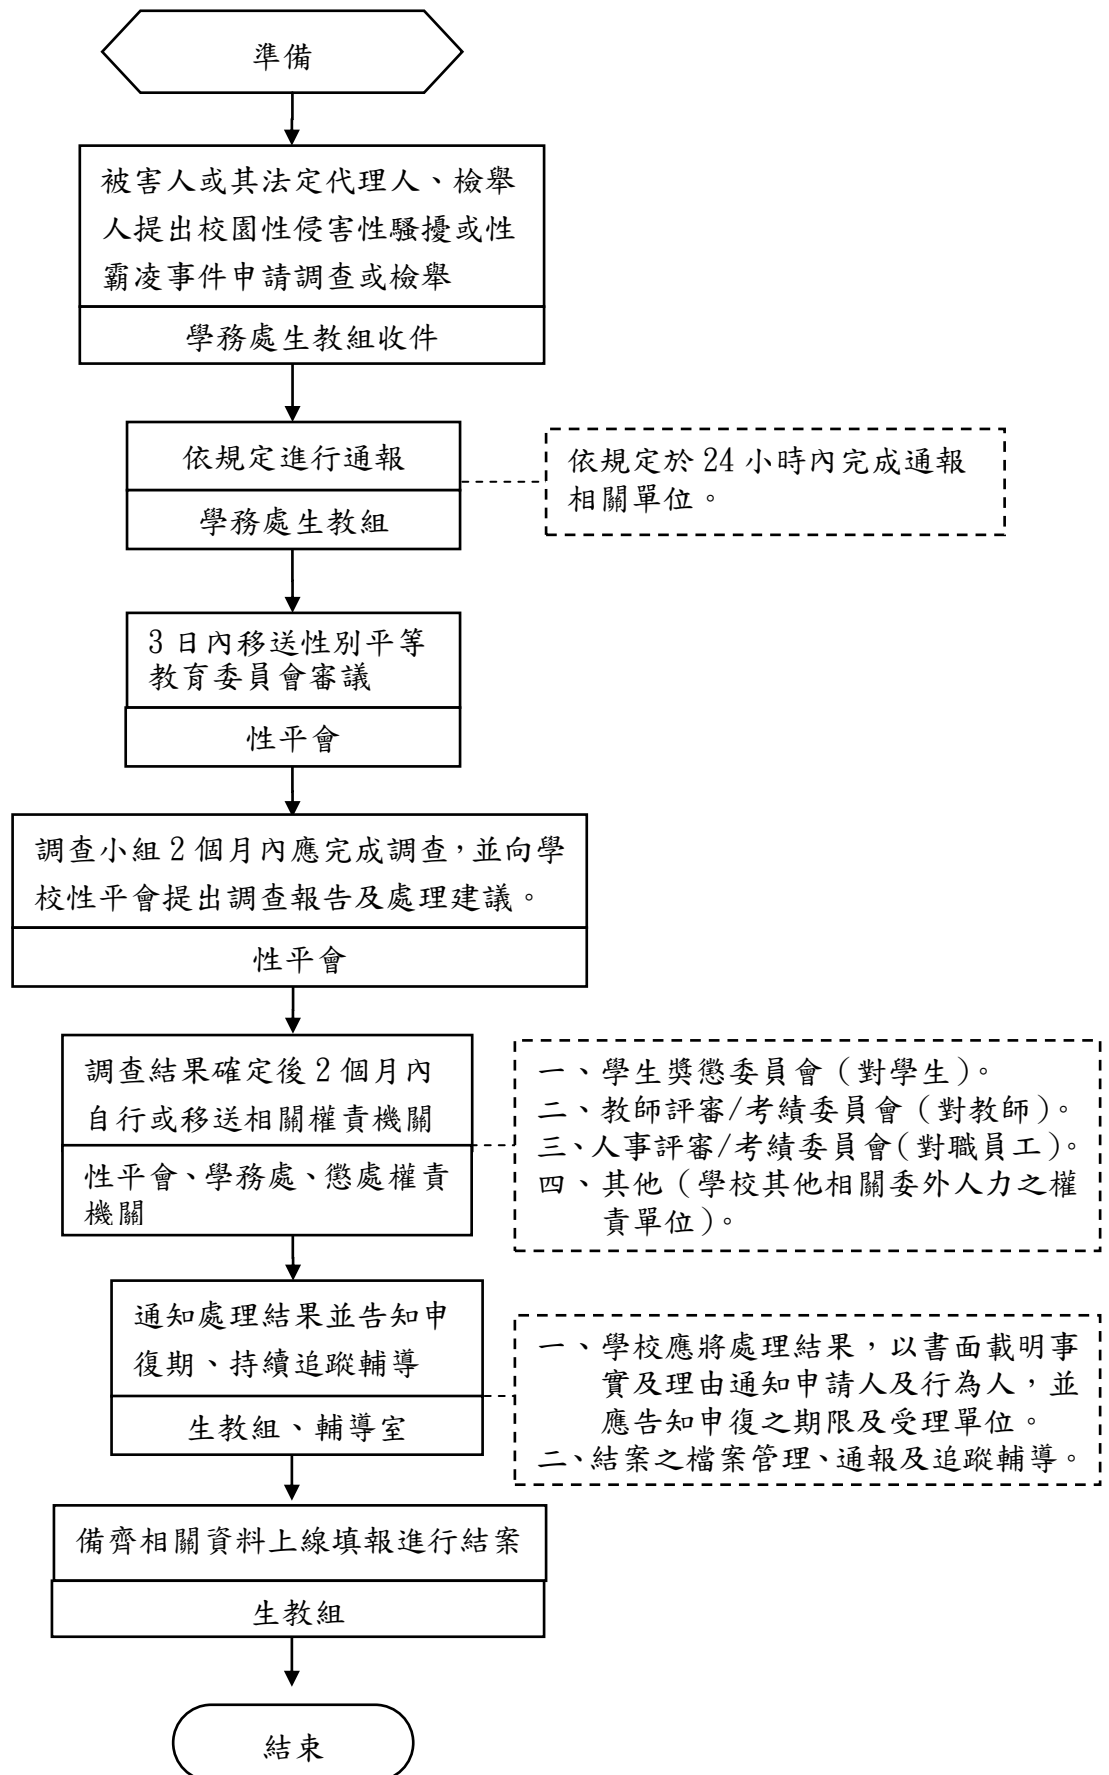 準備
被害人或其法定代理人、檢舉
人提出校園性侵害性騷擾或性
霸凌事件申請調查或檢舉
學務處生教組收件
依規定進行通報
學務處生教組
依規定於 24 小時內完成通報
相關單位。
3 日內移送性別平等
教育委員會審議
性平會
調查小組 2 個月內應完成調查，並向學
校性平會提出調查報告及處理建議。
性平會
調查結果確定後 2 個月內
自行或移送相關權責機關
性平會、學務處、懲處權責
機關
一、學生獎懲委員會（對學生）。
二、教師評審/考績委員會（對教師）。
三、人事評審/考績委員會(對職員工)。
四、其他（學校其他相關委外人力之權
責單位）。
通知處理結果並告知申
復期、持續追蹤輔導
生教組、輔導室
一、學校應將處理結果，以書面載明事
實及理由通知申請人及行為人，並
應告知申復之期限及受理單位。
二、結案之檔案管理、通報及追蹤輔導。
備齊相關資料上線填報進行結案
生教組
結束